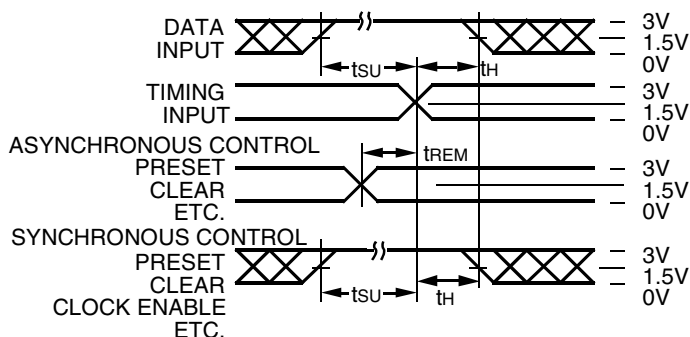 DATA
INPUT
3V
1.5V
0V
tSU
tH
TIMING
INPUT
3V
1.5V
0V
ASYNCHRONOUS CONTROL
tREM
PRESET
CLEAR
ETC.
3V
1.5V
0V
SYNCHRONOUS CONTROL
PRESET
CLEAR
CLOCK ENABLE
ETC.
3V
1.5V
0V
tSU
tH